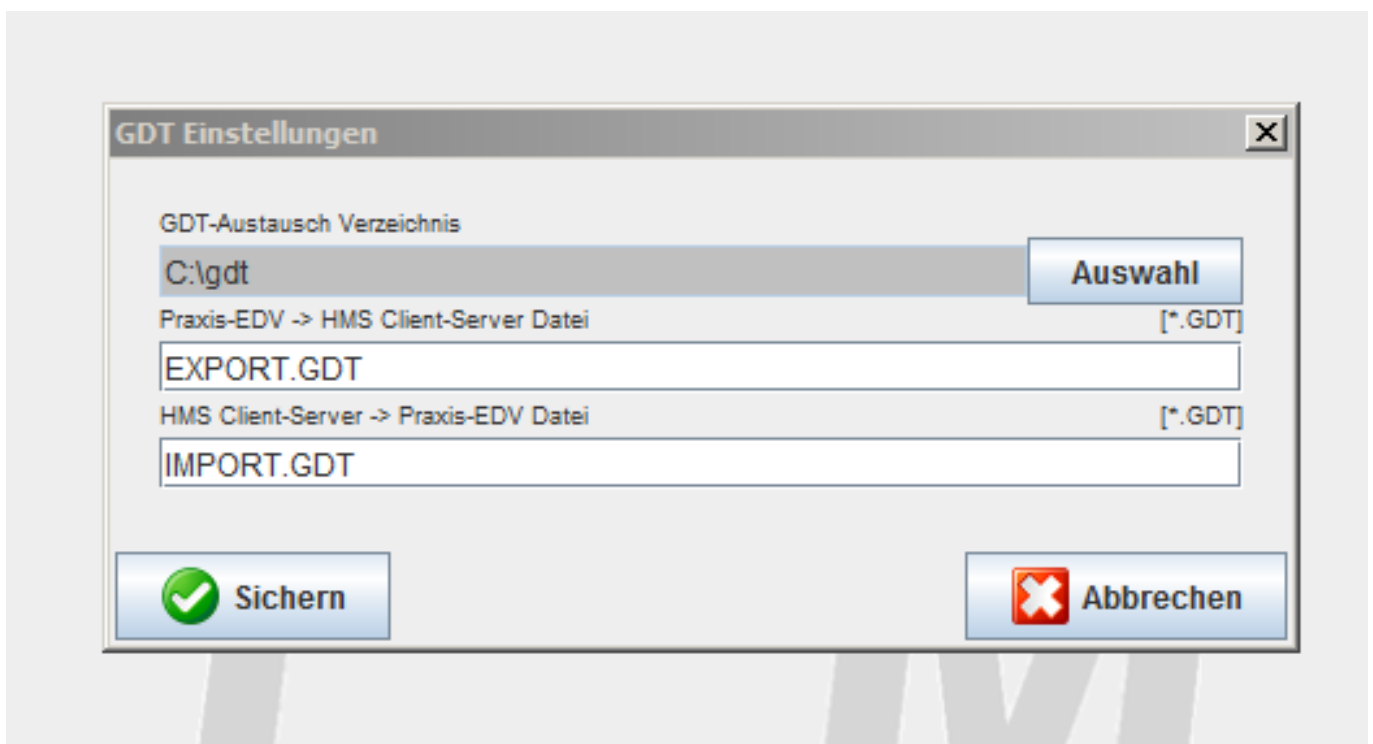 GDT Einstellungen
GDT-Austausch Verzeichnis
C:\gdt Auswahl
Praxis-EDV -> HMS Client-Server Datei [*.GDT]
EXPORT.GDT
HMS Client-Server -> Praxis-EDV Datei [*.GDT]
IMPORT.GDT
Sichern Abbrechen